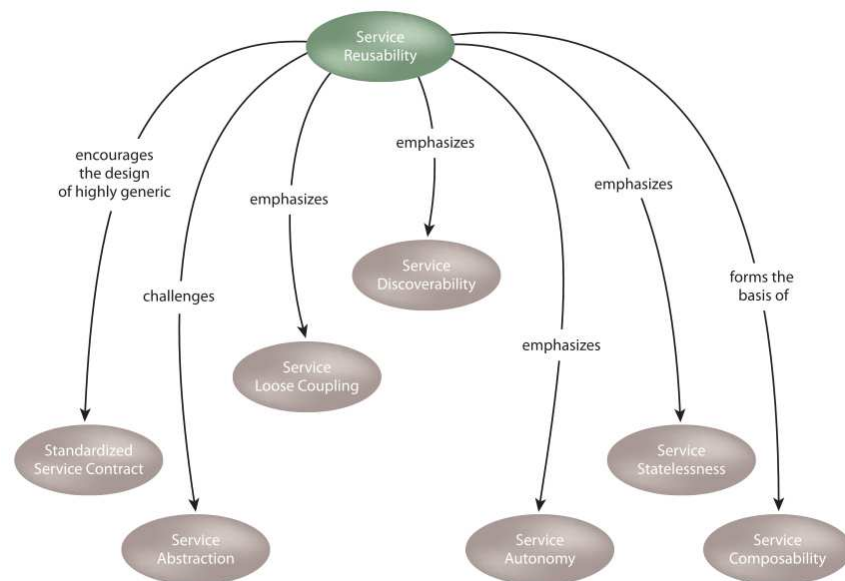 Service
Reusability
encourages
the design
of highly generic
challenges
emphasizes
emphasizes
emphasizes
emphasizes
forms the
basis of
Service
Discoverability
Service
Loose Coupling
Standardized
Service Contract
Service
Statelessness
Service
Abstraction
Service
Autonomy
Service
Composability